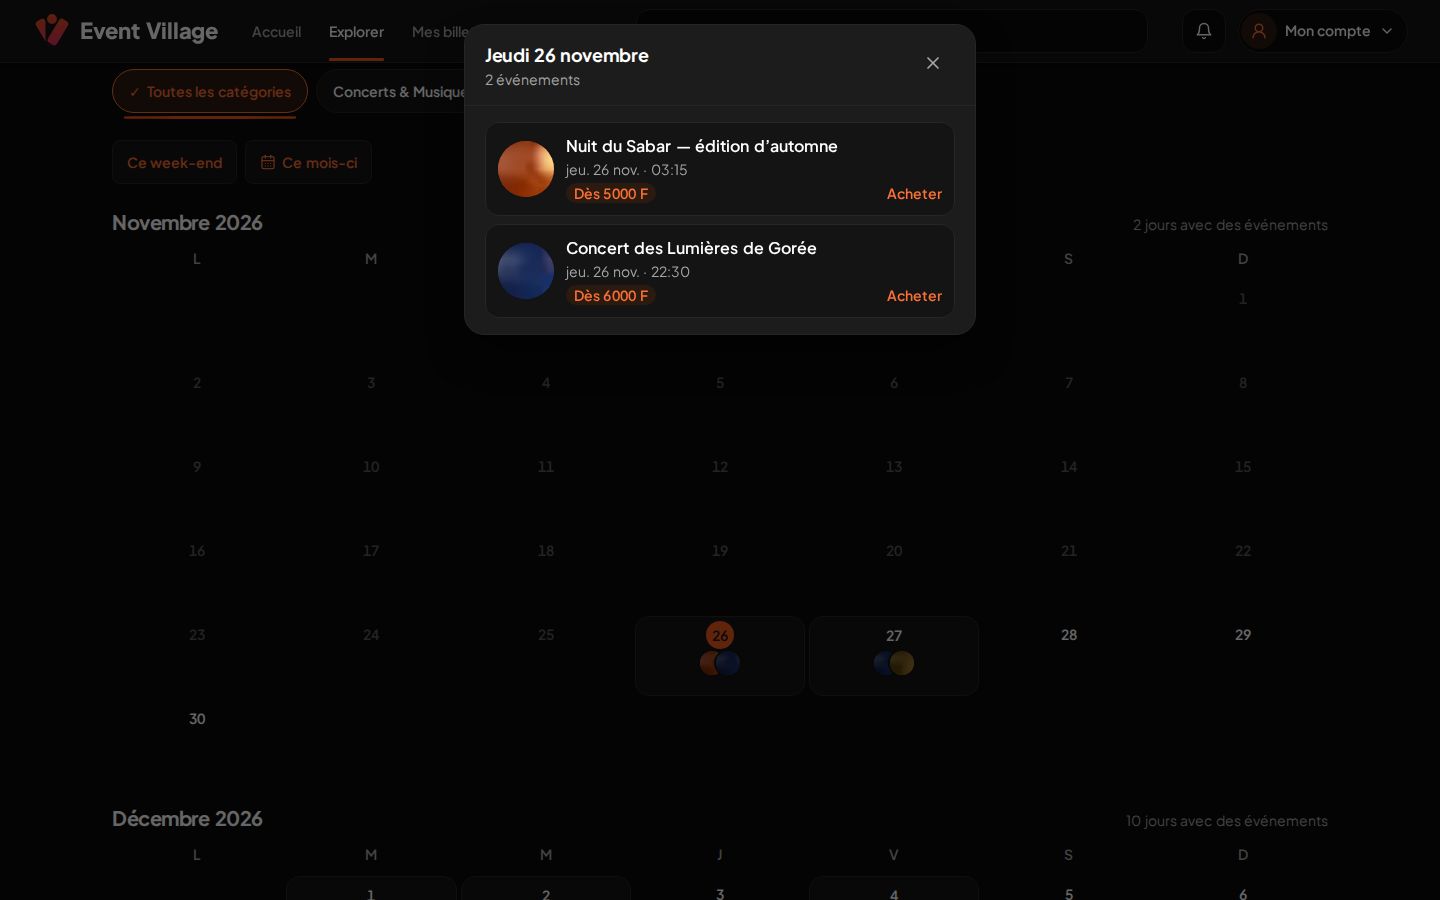 Event Village
Accueil
Explorer
Mes bille
Mon compte
✓ Toutes les catégories
Concerts & Musique
Ce week-end
Ce mois-ci
Jeudi 26 novembre
2 événements
Nuit du Sabar — édition d’automne
jeu. 26 nov. · 03:15
Dès 5000 F
Acheter
Concert des Lumières de Gorée
jeu. 26 nov. · 22:30
Dès 6000 F
Acheter
Novembre 2026
2 jours avec des événements
L M S D
1
2 3 4 5 6 7 8
9 10 11 12 13 14 15
16 17 18 19 20 21 22
23 24 25 26 27 28 29
30
Décembre 2026
10 jours avec des événements
L M M J V S D
1 2 3 4 5 6